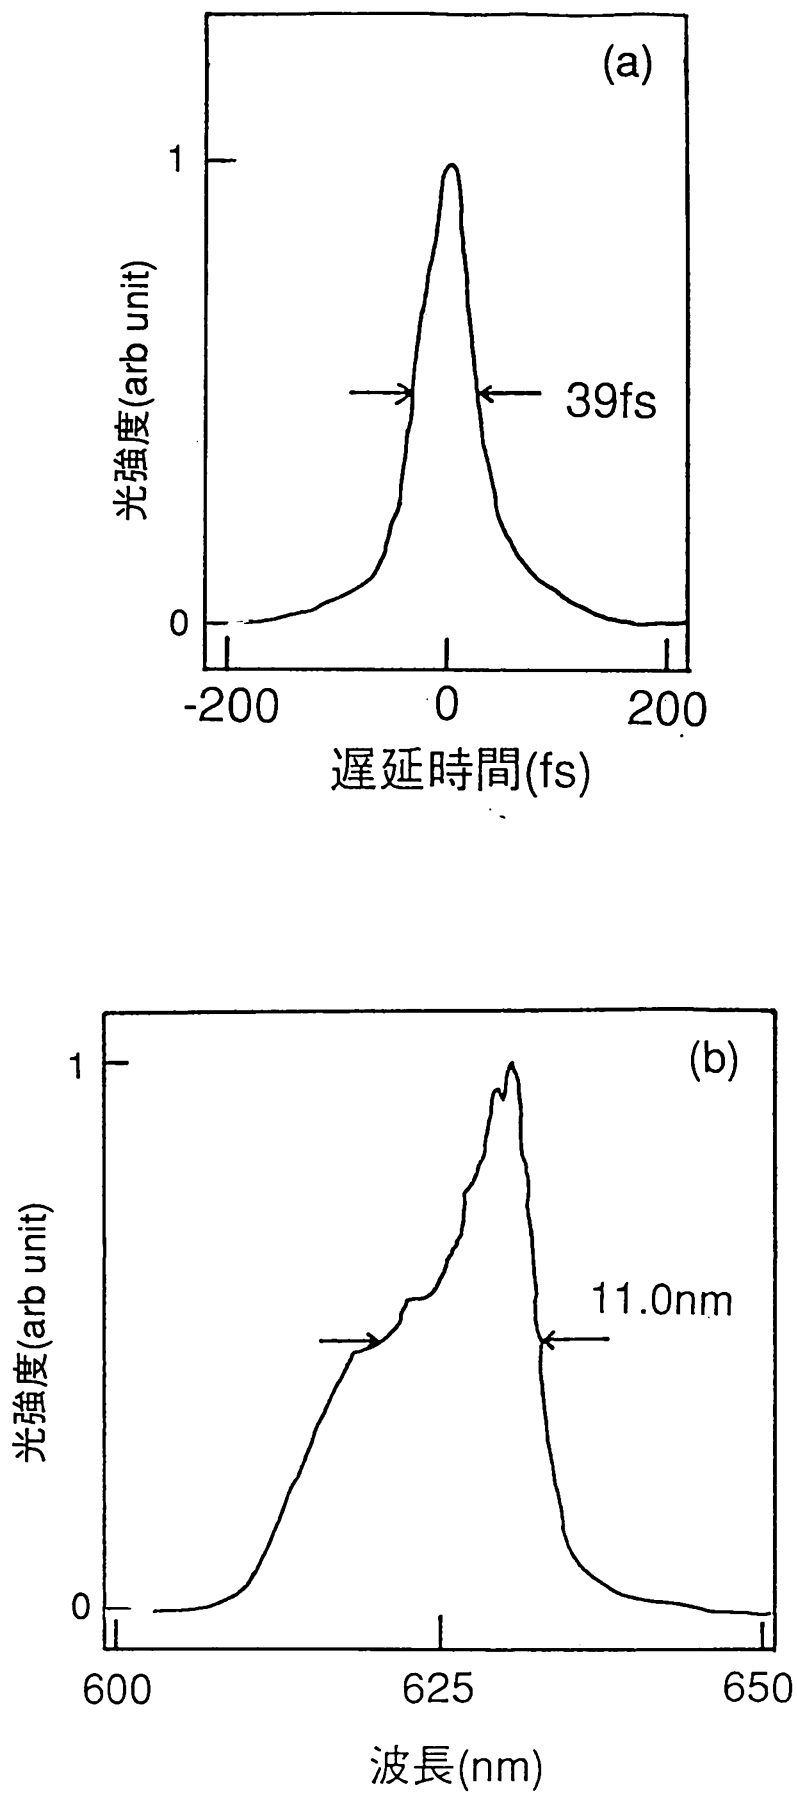 (a)
1
光強度(arb unit)
39fs
0
-200 0 200
遅延時間(fs)
(b)
1
光強度(arb unit)
11.0nm
0
600 625 650
波長(nm)